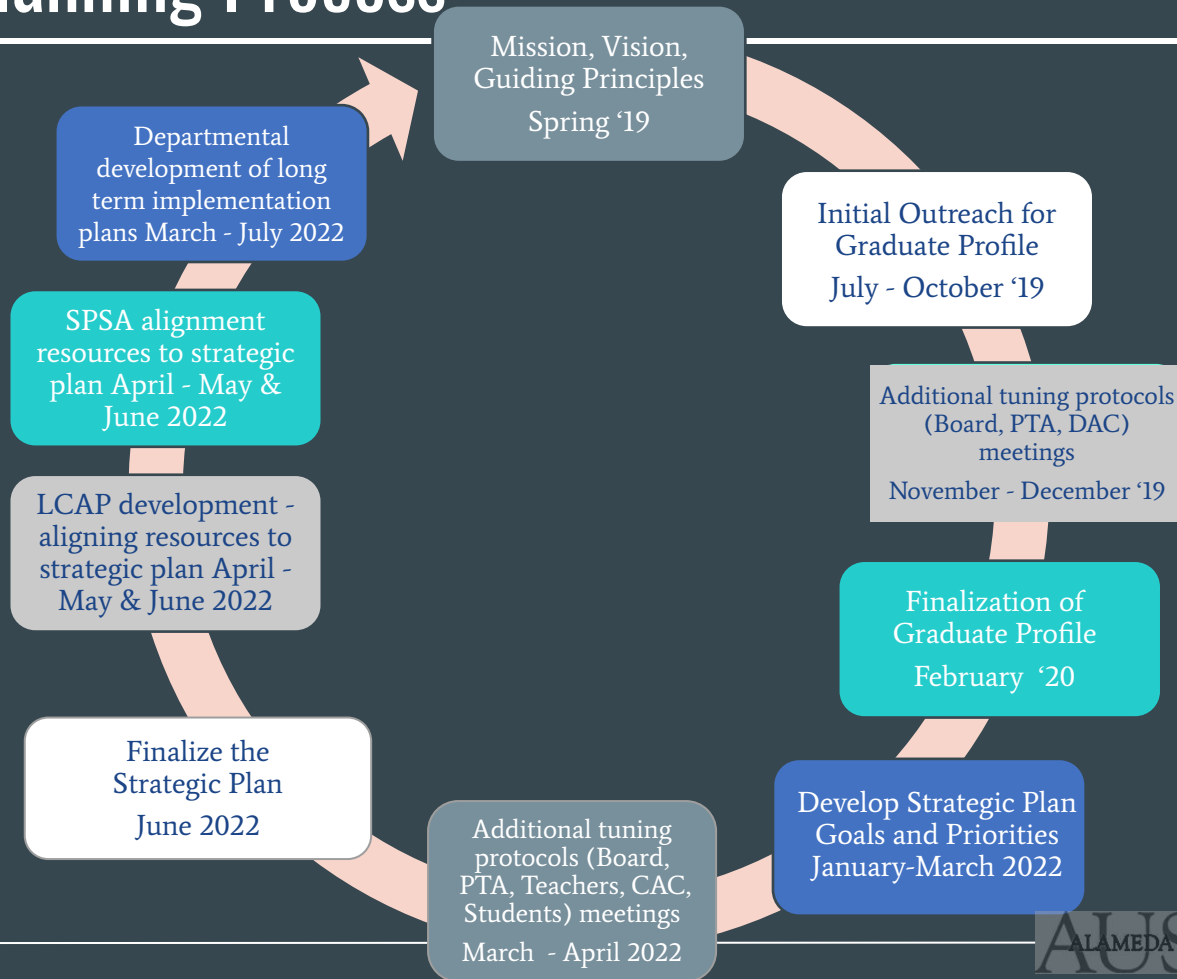 Planning Process
Mission, Vision,
Guiding Principles
Spring ‘19
Initial Outreach for
Graduate Profile
July - October ‘19
Additional tuning protocols
(Board, PTA, DAC)
meetings
November - December ‘19
Finalization of
Graduate Profile
February ‘20
Develop Strategic Plan
Goals and Priorities
January-March 2022
Additional tuning
protocols (Board,
PTA, Teachers, CAC,
Students) meetings
March - April 2022
Finalize the
Strategic Plan
June 2022
LCAP development -
aligning resources to
strategic plan April -
May & June 2022
SPSA alignment
resources to strategic
plan April - May &
June 2022
Departmental
development of long
term implementation
plans March - July 2022
AUS
ALAMEDA